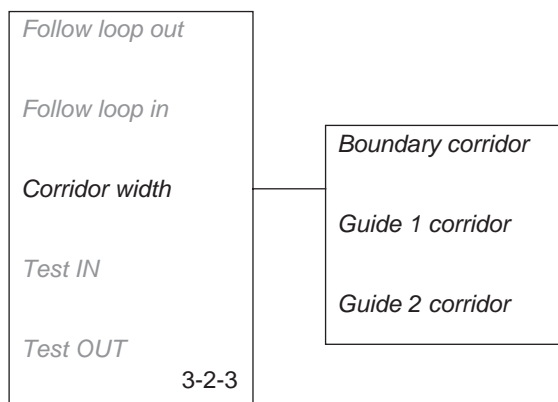 Follow loop out
Follow loop in
Corridor width
Test IN
Test OUT
3-2-3
Boundary corridor
Guide 1 corridor
Guide 2 corridor